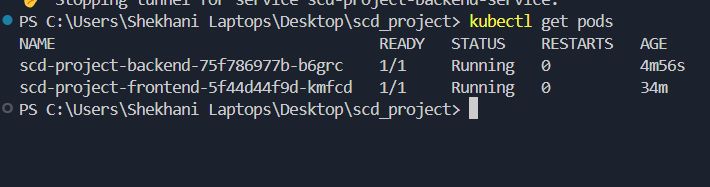 Stopping tunnel for service scd-project-backend-service.
PS C:\Users\Shekhani Laptops\Desktop\scd_project> kubectl get pods
NAME READY STATUS RESTARTS AGE
scd-project-backend-75f786977b-b6grc 1/1 Running 0 4m56s
scd-project-frontend-5f44d44f9d-kmfcd 1/1 Running 0 34m
PS C:\Users\Shekhani Laptops\Desktop\scd_project>